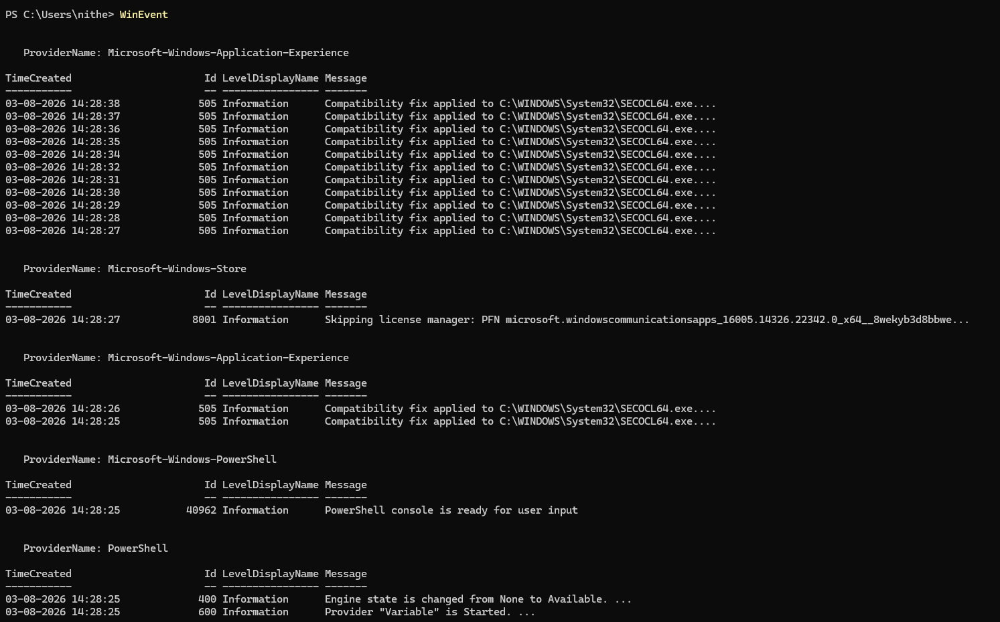 PS C:\Users\nithe> WinEvent
ProviderName: Microsoft-Windows-Application-Experience
TimeCreated Id LevelDisplayName Message
----------- -- ---------------- -------
03-08-2026 14:28:38 505 Information Compatibility fix applied to C:\WINDOWS\System32\SECOCL64.exe....
03-08-2026 14:28:37 505 Information Compatibility fix applied to C:\WINDOWS\System32\SECOCL64.exe....
03-08-2026 14:28:36 505 Information Compatibility fix applied to C:\WINDOWS\System32\SECOCL64.exe....
03-08-2026 14:28:35 505 Information Compatibility fix applied to C:\WINDOWS\System32\SECOCL64.exe....
03-08-2026 14:28:34 505 Information Compatibility fix applied to C:\WINDOWS\System32\SECOCL64.exe....
03-08-2026 14:28:32 505 Information Compatibility fix applied to C:\WINDOWS\System32\SECOCL64.exe....
03-08-2026 14:28:31 505 Information Compatibility fix applied to C:\WINDOWS\System32\SECOCL64.exe....
03-08-2026 14:28:30 505 Information Compatibility fix applied to C:\WINDOWS\System32\SECOCL64.exe....
03-08-2026 14:28:29 505 Information Compatibility fix applied to C:\WINDOWS\System32\SECOCL64.exe....
03-08-2026 14:28:28 505 Information Compatibility fix applied to C:\WINDOWS\System32\SECOCL64.exe....
03-08-2026 14:28:27 505 Information Compatibility fix applied to C:\WINDOWS\System32\SECOCL64.exe....
ProviderName: Microsoft-Windows-Store
TimeCreated Id LevelDisplayName Message
----------- -- ---------------- -------
03-08-2026 14:28:27 8001 Information Skipping license manager: PFN microsoft.windowscommunicationsapps_16005.14326.22342.0_x64__8wekyb3d8bbwe...
ProviderName: Microsoft-Windows-Application-Experience
TimeCreated Id LevelDisplayName Message
----------- -- ---------------- -------
03-08-2026 14:28:26 505 Information Compatibility fix applied to C:\WINDOWS\System32\SECOCL64.exe....
03-08-2026 14:28:25 505 Information Compatibility fix applied to C:\WINDOWS\System32\SECOCL64.exe....
ProviderName: Microsoft-Windows-PowerShell
TimeCreated Id LevelDisplayName Message
----------- -- ---------------- -------
03-08-2026 14:28:25 40962 Information PowerShell console is ready for user input
ProviderName: PowerShell
TimeCreated Id LevelDisplayName Message
----------- -- ---------------- -------
03-08-2026 14:28:25 400 Information Engine state is changed from None to Available. ...
03-08-2026 14:28:25 600 Information Provider "Variable" is Started. ...